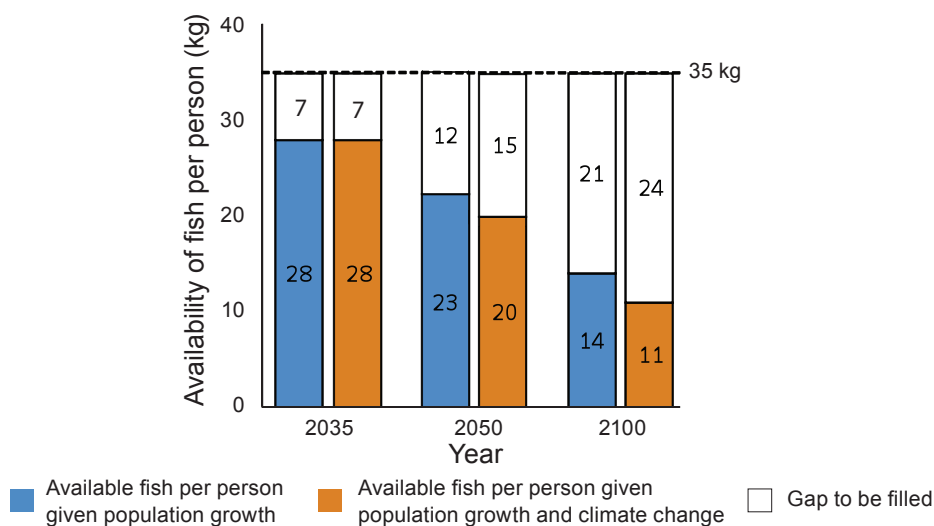 Availability of fish per person (kg)
40
30
20
10
0
35 kg
7
7
12
15
21
24
28
28
23
20
14
11
2035
2050
2100
Year
Available fish per person
given population growth
Available fish per person given
population growth and climate change
Gap to be filled